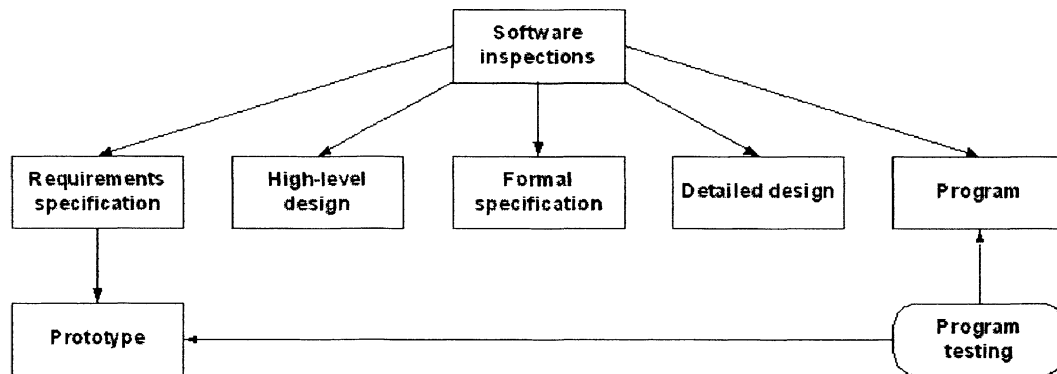 Software
inspections
Requirements
specification
High-level
design
Formal
specification
Detailed design
Program
Prototype
Program
testing